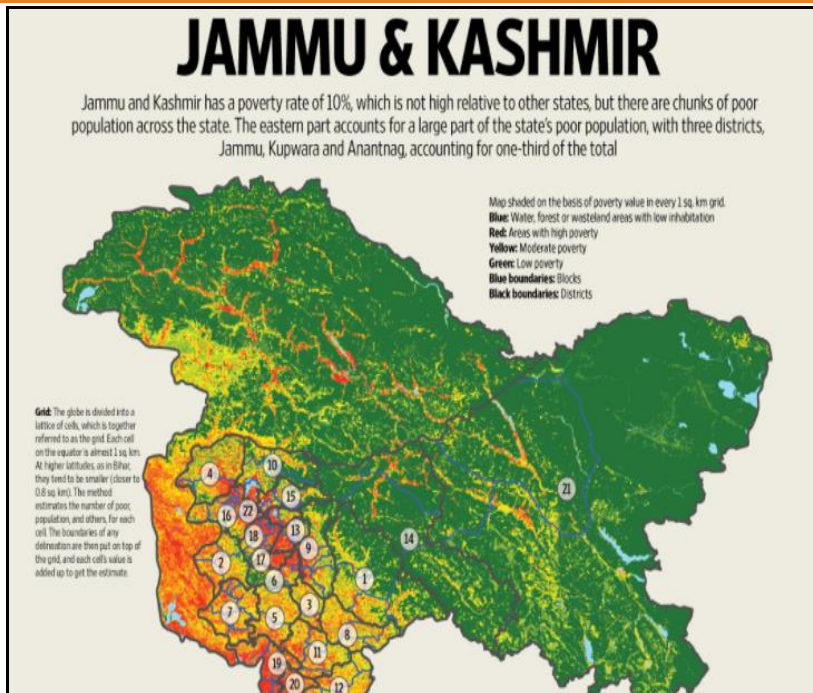 JAMMU & KASHMIR
Jammu and Kashmir has a poverty rate of 10%, which is not high relative to other states, but there are chunks of poor
population across the state. The eastern part accounts for a large part of the state's poor population, with three districts,
Jammu, Kupwara and Anantnag, accounting for one-third of the total
Map shaded on the basis of poverty value in every 1 sq. km grid.
Blue: Water, forest or wasteland areas with low inhabitation
Red: Areas with high poverty
Yellow: Moderate poverty
Green: Low poverty
Blue boundaries: Blocks
Black boundaries: Districts
Grid: The globe is divided into a
lattice of cells, which is together
referred to as the grid. Each cell
on the equator is almost 1 sq. km.
At higher latitudes, as in Bihar,
they tend to be smaller (closer to
0.8 sq. km). The method
estimates the number of poor,
population, and others, for each
cell. The boundaries of any
delineation are then put on top of
the grid, and each cell's value is
added up to get the estimate.
4
10
15
21
16
22
18
13
14
9
2
17
6
1
7
5
3
8
11
19
20
12